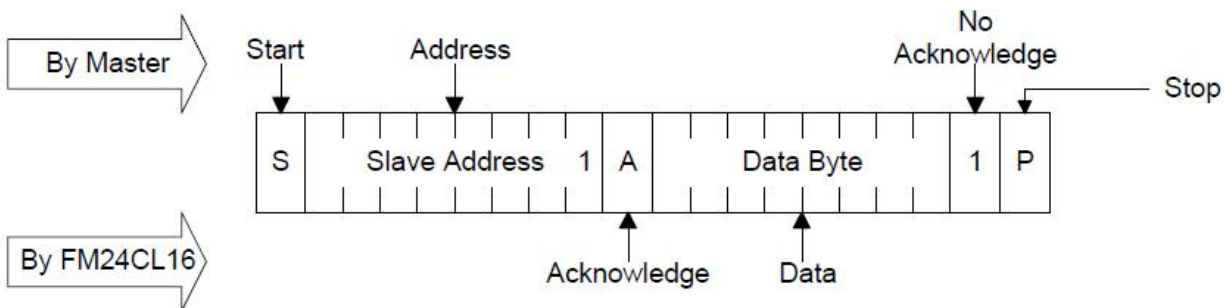 By Master
Start
Address
No
Acknowledge
Stop
S Slave Address 1 A Data Byte 1 P
By FM24CL16
Acknowledge
Data